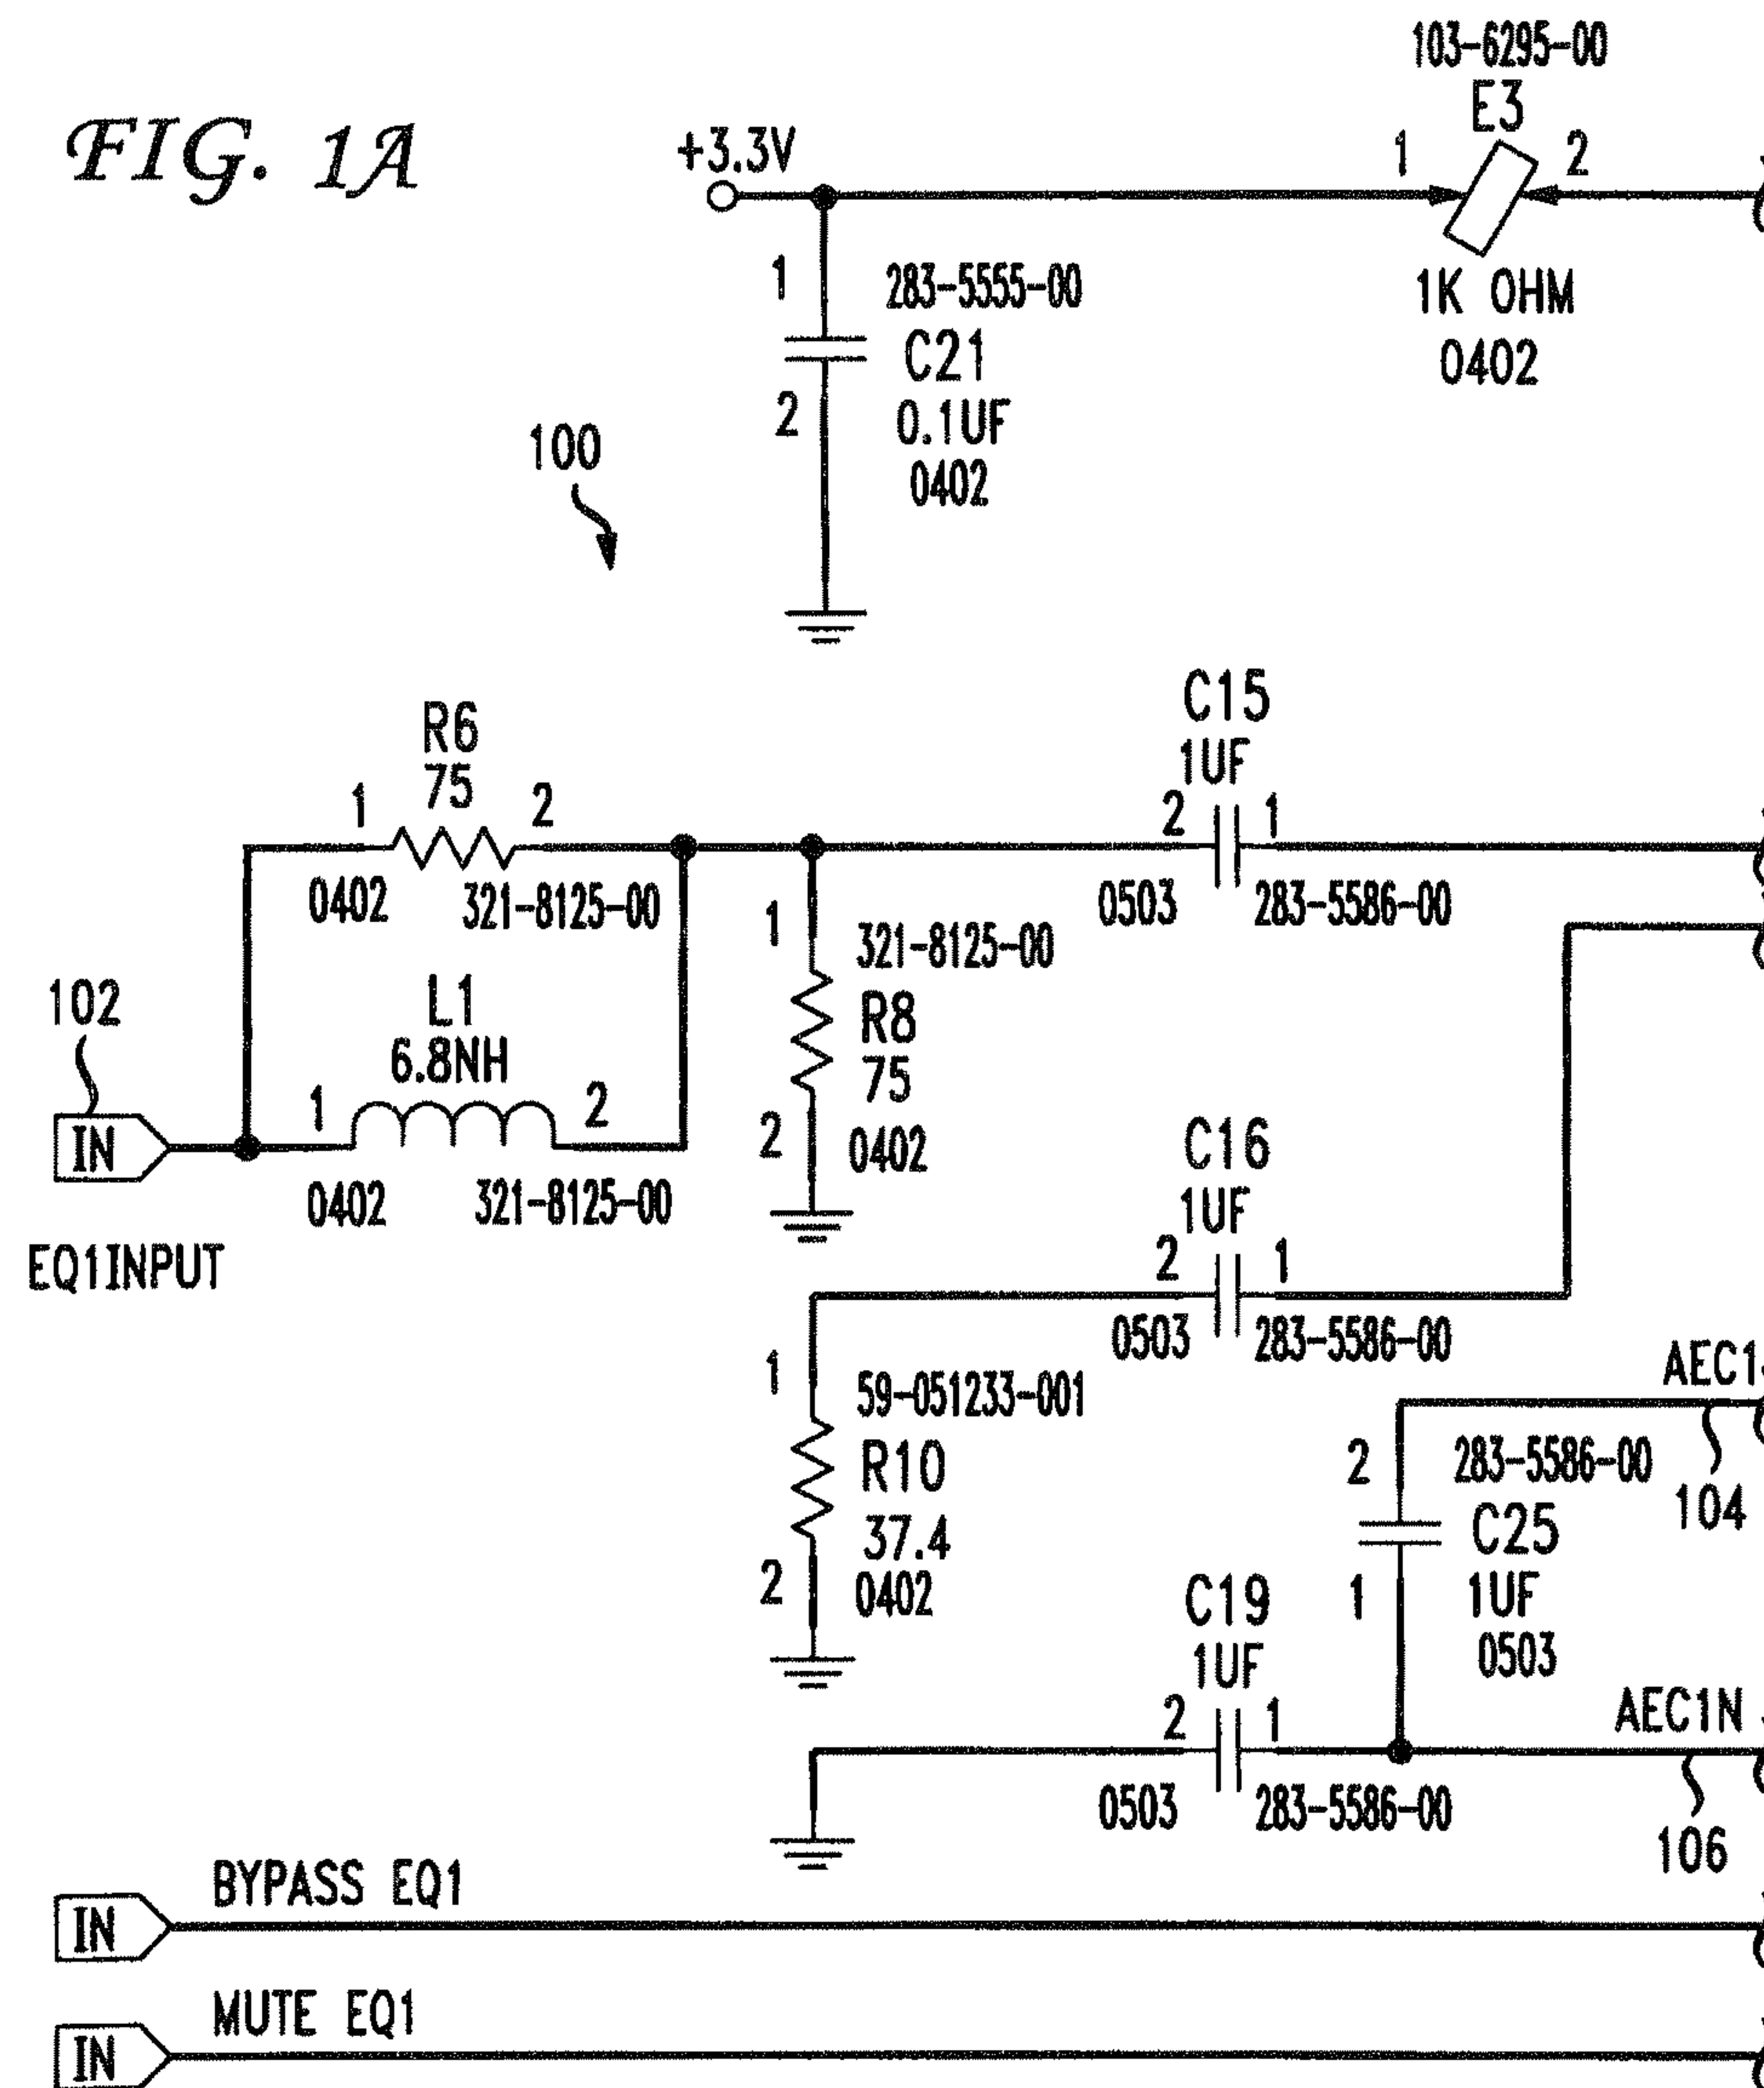 FIG. 1A
103-6295-00
E3
+3.3V
1
2
1K OHM
0402
1
283-5555-00
C21
2
0.1UF
0402
100
C15
1UF
R6
75
1
2
2
1
0402
321-8125-00
0503
283-5586-00
1
321-8125-00
R8
75
2
0402
102
L1
6.8NH
1
2
IN
0402
321-8125-00
EQ1INPUT
C16
1UF
2
1
0503
283-5586-00
1
59-051233-001
R10
37.4
2
0402
AEC1
104
2
283-5586-00
C25
1
1UF
0503
C19
1UF
2
1
AEC1N
0503
283-5586-00
106
BYPASS EQ1
IN
MUTE EQ1
IN